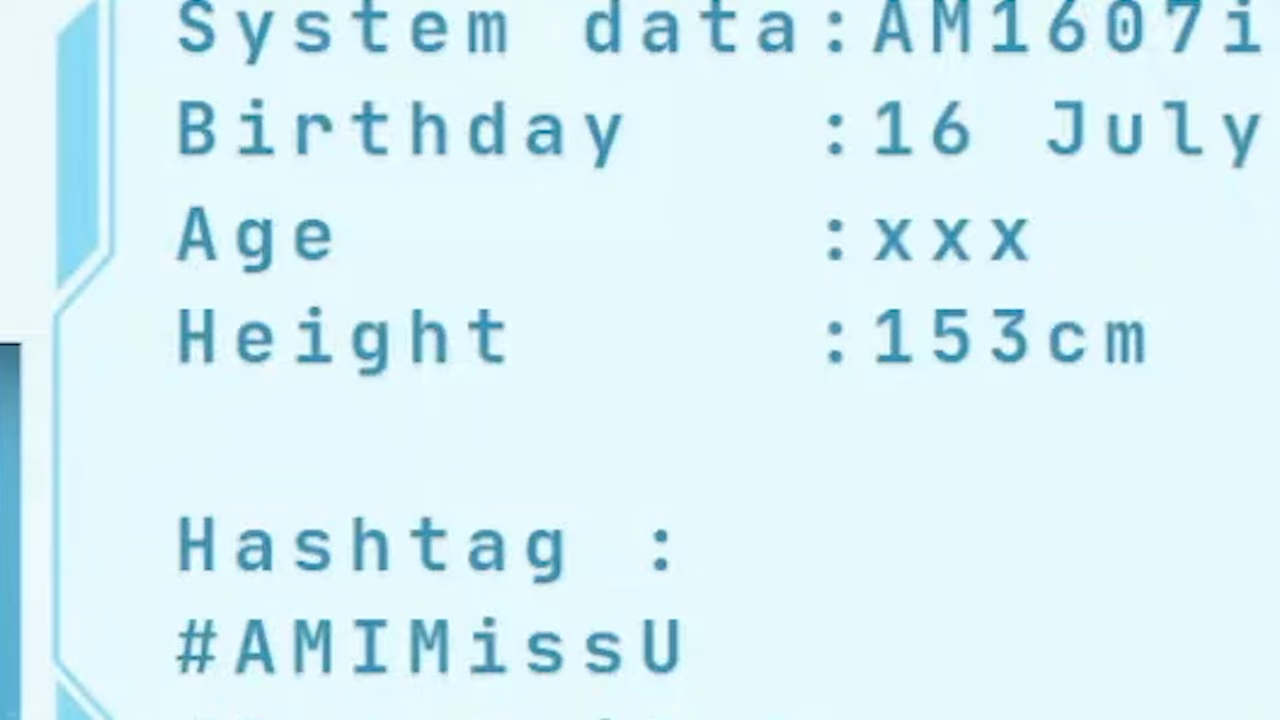 System data:AM1607i
Birthday :16 July
Age :xxx
Height :153cm
Hashtag :
#AMIMissU